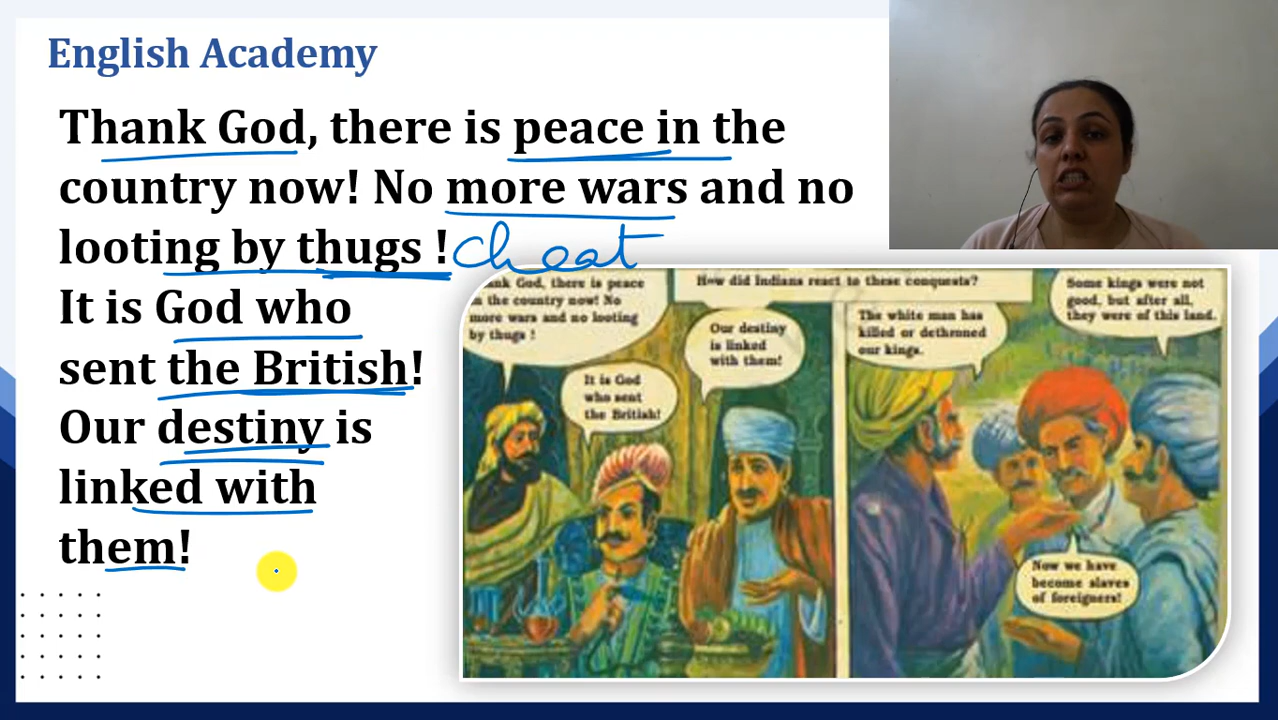 English Academy
Thank God, there is peace in the
country now! No more wars and no
looting by thugs ! cheat
It is God who
sent the British!
Our destiny is
linked with
them!
ank God, there is peace
n the country now! No
more wars and no looting
by thugs !
It is God
who sent
the British!
Our destiny
is linked
with them!
How did Indians react to these conquests?
The white man has
killed or dethroned
our kings.
Some kings were not
good, but after all,
they were of this land.
Now we have
become slaves
of foreigners!